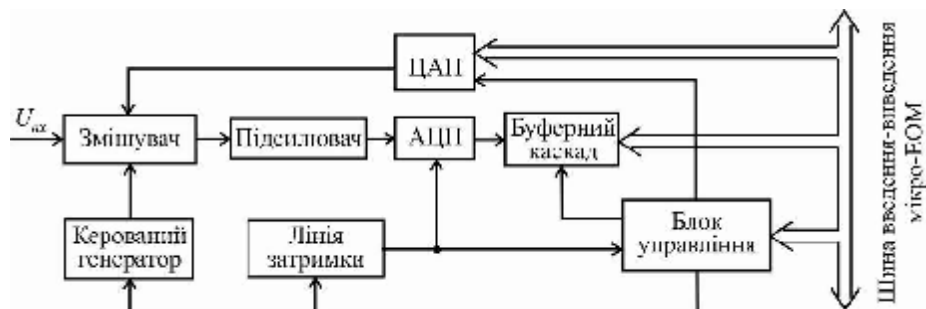 ЦАП
Uвх
Змішувач
Підсилювач
АЦП
Буферний
каскад
Керований
генератор
Лінія
затримки
Блок
управління
Шина введення-виведення
мікро-ЕОМ